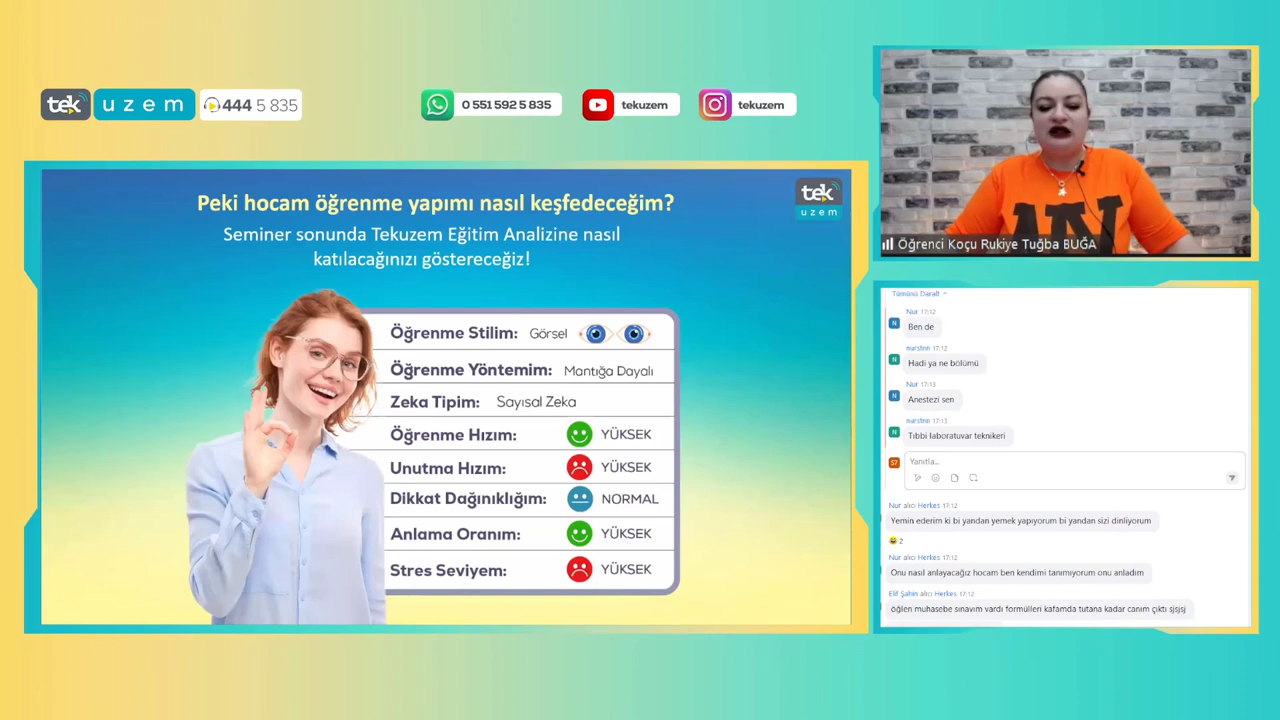 tek uzem 444 5 835
0 551 592 5 835
tekuzem
tekuzem
Peki hocam öğrenme yapımı nasıl keşfedeceğim?
Seminer sonunda Tekuzem Eğitim Analizine nasıl
katılacağınızı göstereceğiz!
tek
uzem
Öğrenme Stilim: Görsel
Öğrenme Yöntemim: Mantığa Dayalı
Zeka Tipim: Sayısal Zeka
Öğrenme Hızım: YÜKSEK
Unutma Hızım: YÜKSEK
Dikkat Dağınıklığım: NORMAL
Anlama Oranım: YÜKSEK
Stres Seviyem: YÜKSEK
Öğrenci Koçu Rukiye Tuğba BUĞA
Tümünü Daralt
Nur 17:12
N Ben de
nurstnn 17:12
N Hadi ya ne bölümü
Nur 17:13
N Anestezi sen
nurstnn 17:13
N Tıbbi laboratuvar teknikeri
Yanıtla...
Nur alıcı Herkes 17:12
Yemin ederim ki bi yandan yemek yapıyorum bi yandan sizi dinliyorum
2
Nur alıcı Herkes 17:12
Onu nasıl anlayacağız hocam ben kendimi tanımıyorum onu anladım
Elif Şahin alıcı Herkes 17:12
öğlen muhasebe sınavım vardı formülleri kafamda tutana kadar canım çıktı sjsjsj